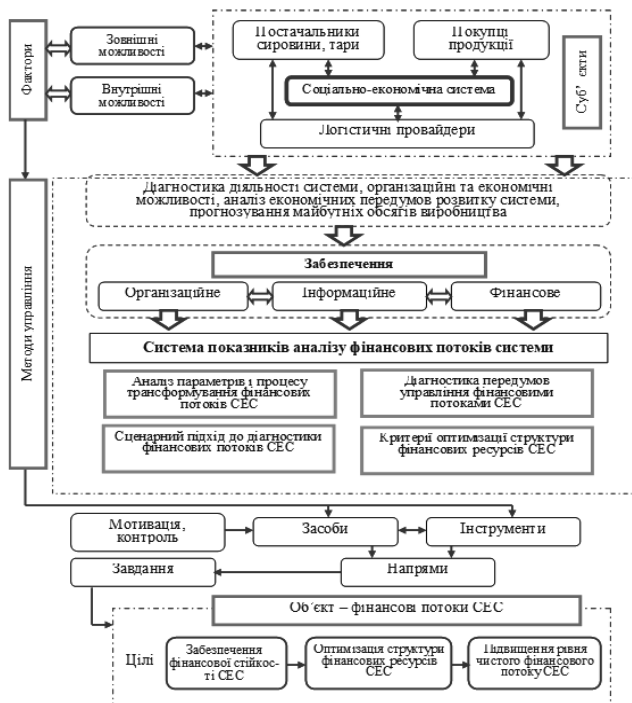 Фактори
Зовнішні
можливості
Внутрішні
можливості
Постачальники
сировини, тари
Покупці
продукції
Соціально-економічна система
Логістичні провайдери
Суб’єкти
Методи управління
Діагностика діяльності системи, організаційні та економічні
можливості, аналіз економічних передумов розвитку системи,
прогнозування майбутніх обсягів виробництва
Забезпечення
Організаційне
Інформаційне
Фінансове
Система показників аналізу фінансових потоків системи
Аналіз параметрів і процесу
трансформування фінансових
потоків СЕС
Діагностика передумов
управління фінансовими
потоками СЕС
Сценарний підхід до діагностики
фінансових потоків СЕС
Критерії оптимізації структури
фінансових ресурсів СЕС
Мотивація,
контроль
Засоби
Інструменти
Завдання
Напрями
Об’єкт – фінансові потоки СЕС
Цілі
Забезпечення
фінансової стійкос-
ті СЕС
Оптимізація структури
фінансових ресурсів
СЕС
Підвищення рівня
чистого фінансового
потоку СЕС